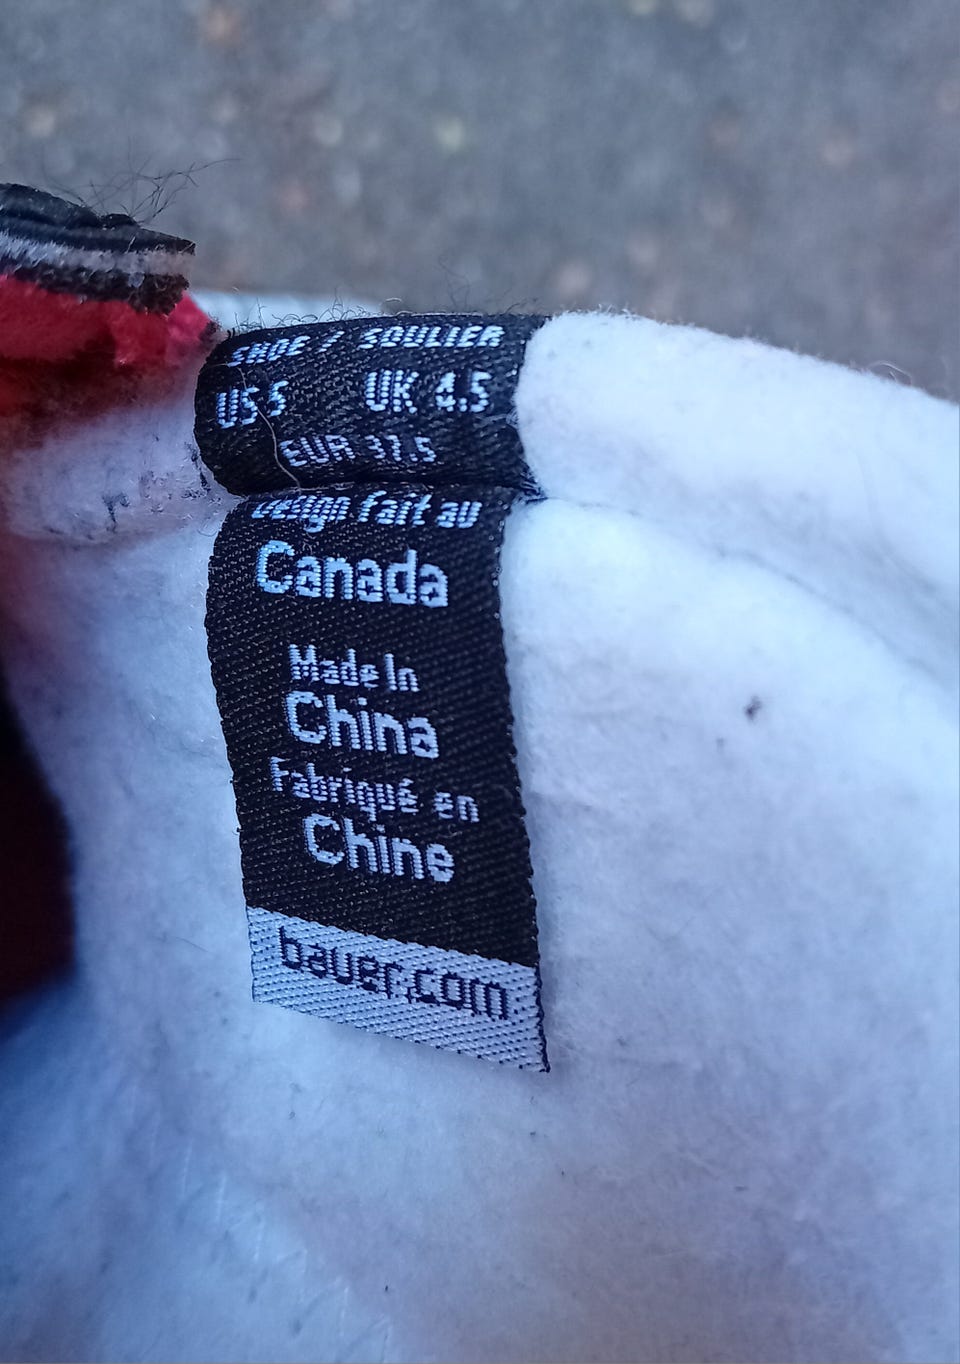 SHOE / SOULIER
US 5 UK 4.5
EUR 37.5
Design fait au
Canada
Made In
China
Fabriqué en
Chine
bauer.com